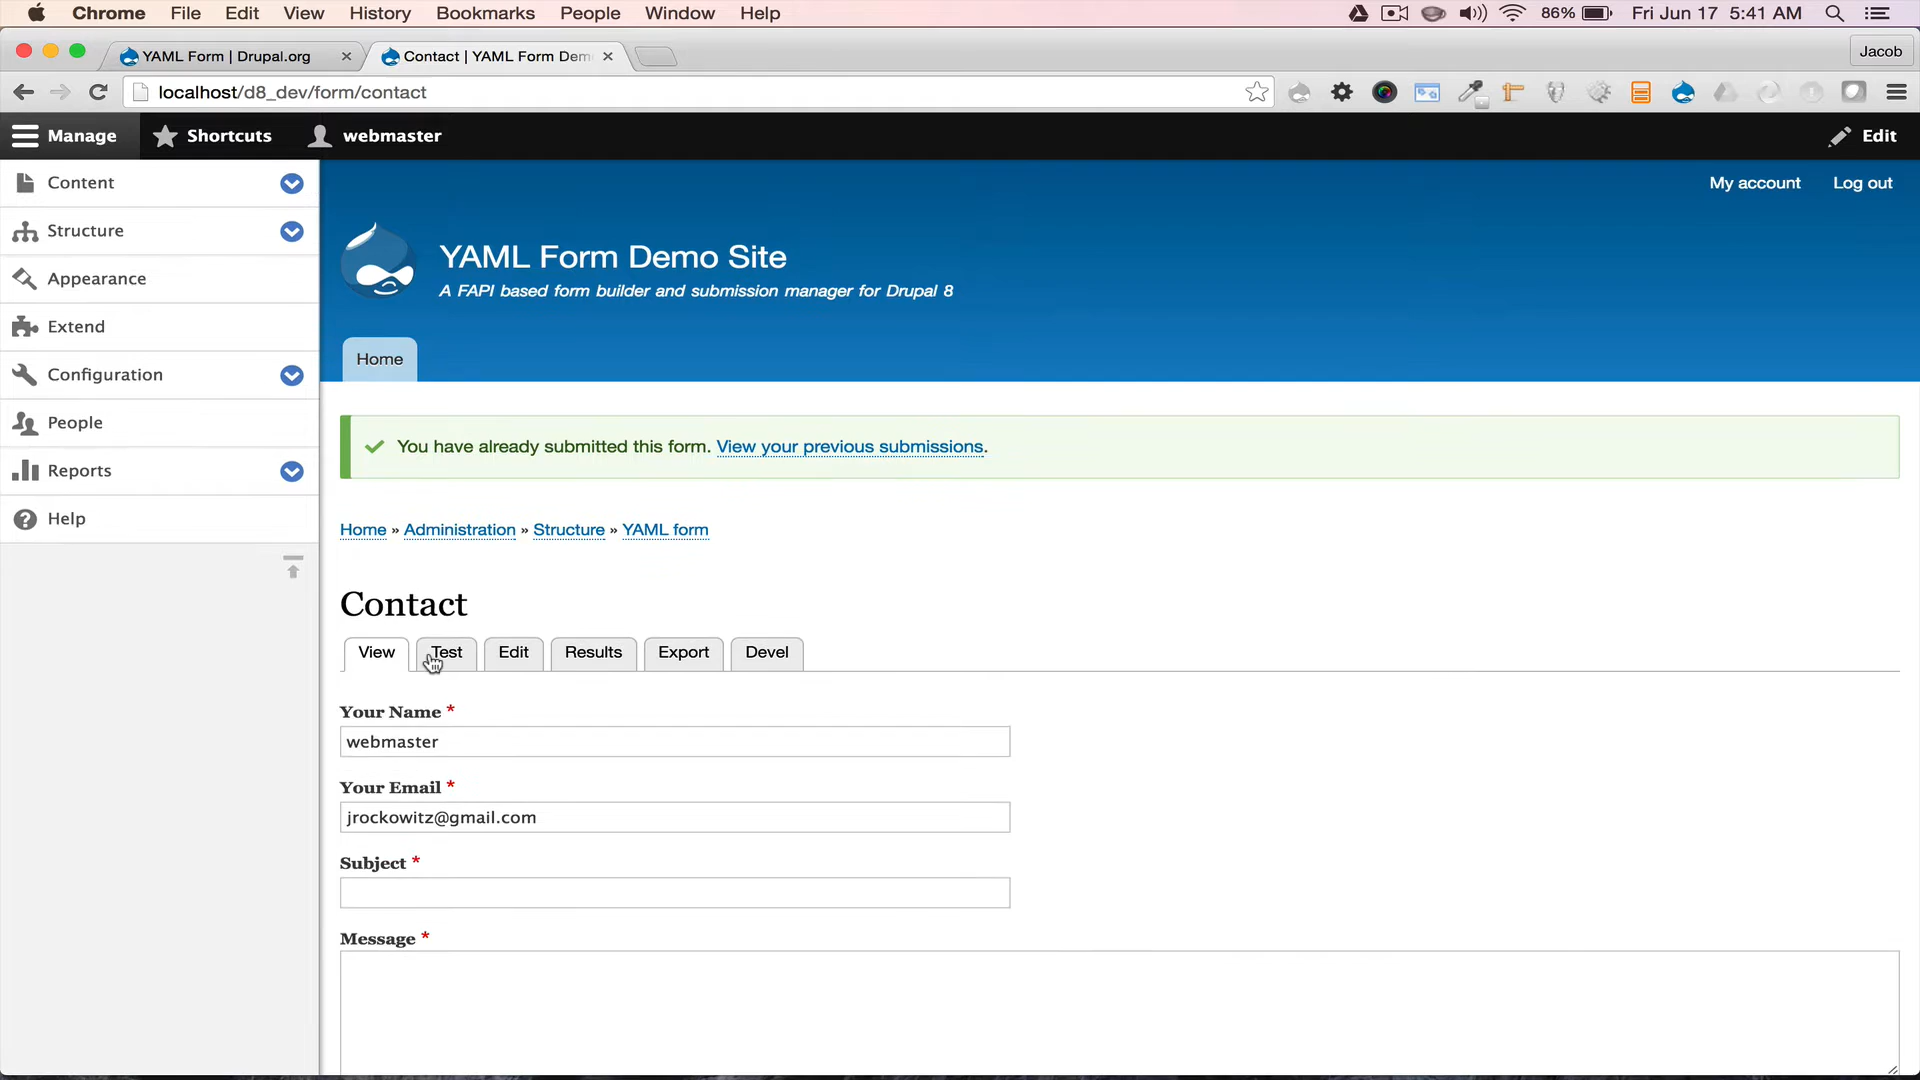 Chrome File Edit View History Bookmarks People Window Help 86% Fri Jun 17 5:41 AM
YAML Form | Drupal.org Contact | YAML Form Dem Jacob
localhost/d8_dev/form/contact
Manage Shortcuts webmaster Edit
Content
Structure
Appearance
Extend
Configuration
People
Reports
Help
My account Log out
YAML Form Demo Site
A FAPI based form builder and submission manager for Drupal 8
Home
You have already submitted this form. View your previous submissions.
Home » Administration » Structure » YAML form
Contact
View Test Edit Results Export Devel
Your Name *
webmaster
Your Email *
jrockowitz@gmail.com
Subject *
Message *